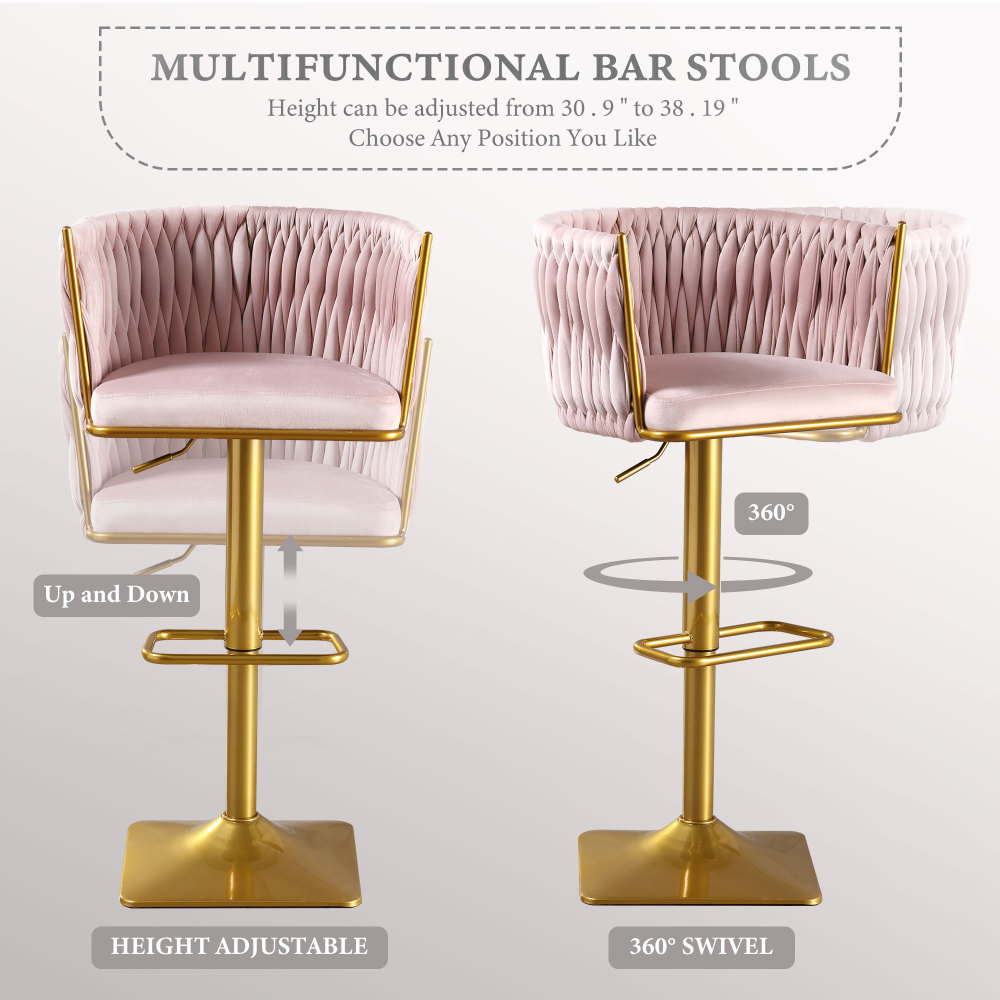 MULTIFUNCTIONAL BAR STOOLS
Height can be adjusted from 30 . 9 " to 38 . 19 "
Choose Any Position You Like
360°
Up and Down
HEIGHT ADJUSTABLE
360° SWIVEL